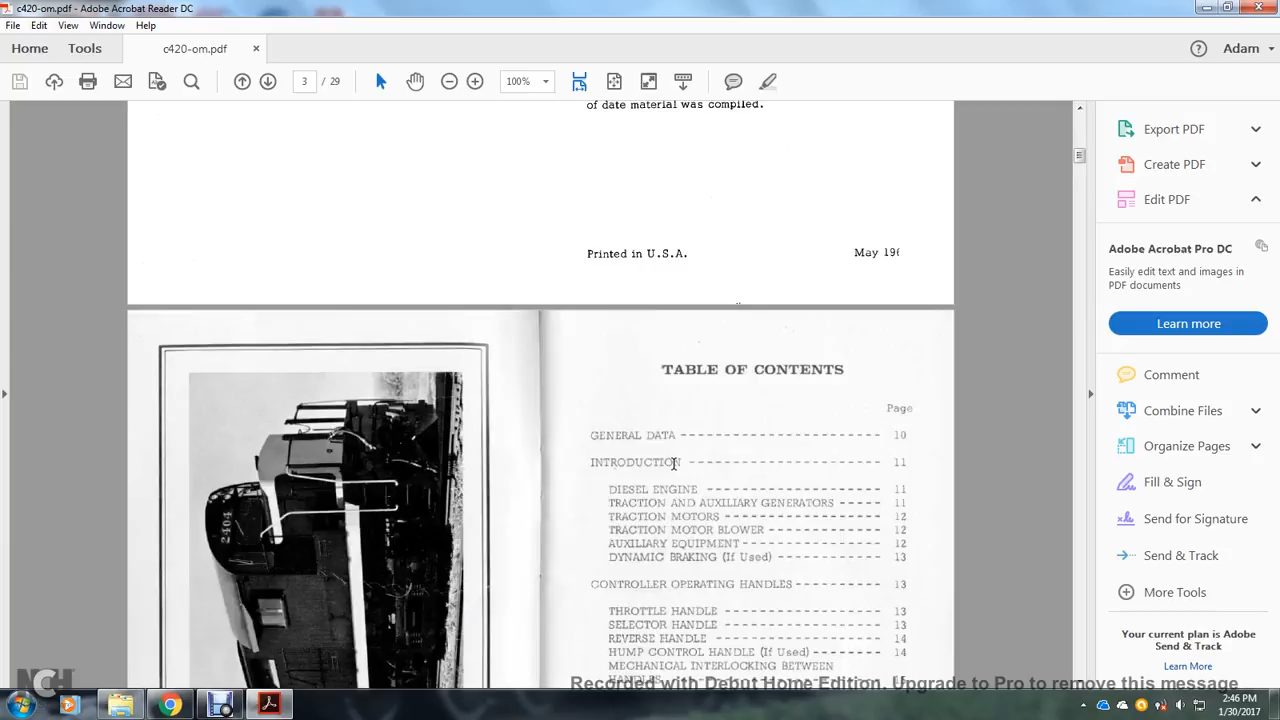 c420-om.pdf - Adobe Acrobat Reader DC
File Edit View Window Help
Home Tools c420-om.pdf × Adam
3 / 29 100%
of date material was compiled.
Printed in U.S.A. May 196
TABLE OF CONTENTS
Page
GENERAL DATA 10
INTRODUCTION 11
DIESEL ENGINE 11
TRACTION AND AUXILIARY GENERATORS 11
TRACTION MOTORS 12
TRACTION MOTOR BLOWER 12
AUXILIARY EQUIPMENT 12
DYNAMIC BRAKING (If Used) 13
CONTROLLER OPERATING HANDLES 13
THROTTLE HANDLE 13
SELECTOR HANDLE 13
REVERSE HANDLE 14
HUMP CONTROL HANDLE (If Used) 14
MECHANICAL INTERLOCKING BETWEEN
HANDLES
2404
Export PDF
Create PDF
Edit PDF
Adobe Acrobat Pro DC
Easily edit text and images in
PDF documents
Learn more
Comment
Combine Files
Organize Pages
Fill & Sign
Send for Signature
Send & Track
More Tools
Your current plan is Adobe
Send & Track
Learn More
Recorded with Debut Home Edition. Upgrade to Pro to remove this message
2:46 PM
1/30/2017